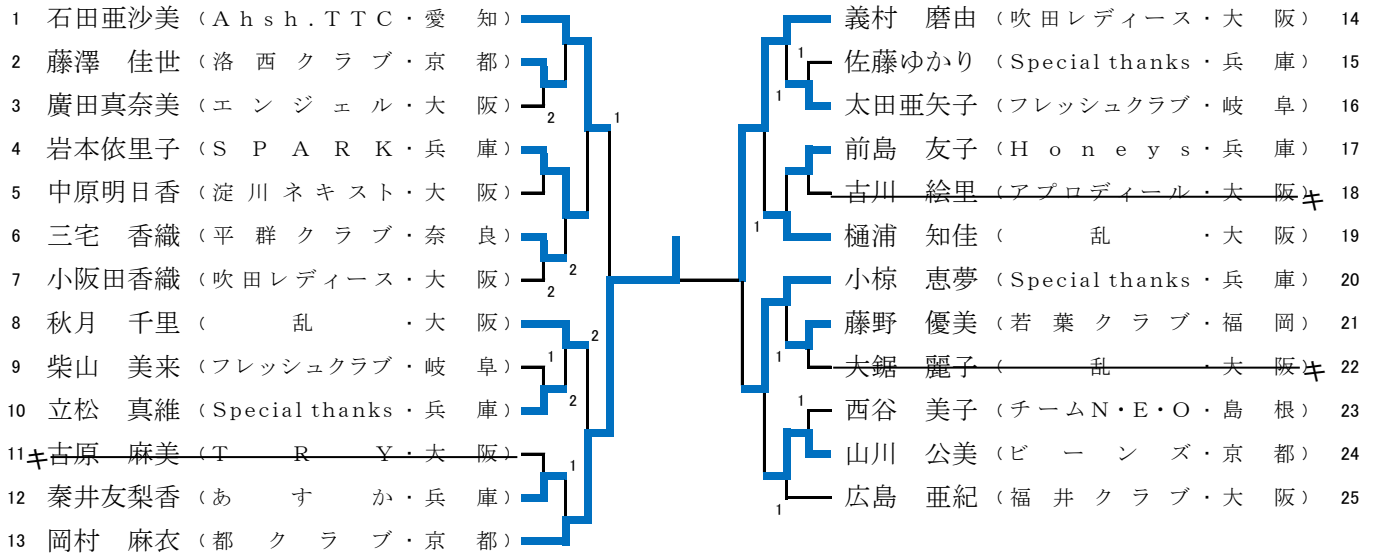 1 石田亜沙美 (Ahsh.TTC・愛 知)
2 藤澤 佳世 (洛西クラブ・京 都)
3 廣田真奈美 (エンジェル・大 阪)
4 岩本依里子 (SPARK・兵 庫)
5 中原明日香 (淀川ネキスト・大 阪)
6 三宅 香織 (平群クラブ・奈 良)
7 小阪田香織 (吹田レディース・大 阪)
8 秋月 千里 (乱・大 阪)
9 柴山 美来 (フレッシュクラブ・岐 阜)
10 立松 真維 (Special thanks・兵 庫)
11 キ 古原 麻美 (TRY・大 阪)
12 秦井友梨香 (あすか・兵 庫)
13 岡村 麻衣 (都クラブ・京 都)
2
1
2
2
2
1
2
2
1
義村 磨由 (吹田レディース・大 阪) 14
佐藤ゆかり (Special thanks・兵 庫) 15
太田亜矢子 (フレッシュクラブ・岐 阜) 16
前島 友子 (Honeys・兵 庫) 17
古川 絵里 (アプロディール・大 阪) キ 18
樋浦 知佳 (乱・大 阪) 19
小椋 恵夢 (Special thanks・兵 庫) 20
藤野 優美 (若葉クラブ・福 岡) 21
大鋸 麗子 (乱・大 阪) キ 22
西谷 美子 (チームN・E・O・島 根) 23
山川 公美 (ビーンズ・京 都) 24
広島 亜紀 (福井クラブ・大 阪) 25
1
1
1
1
1
1